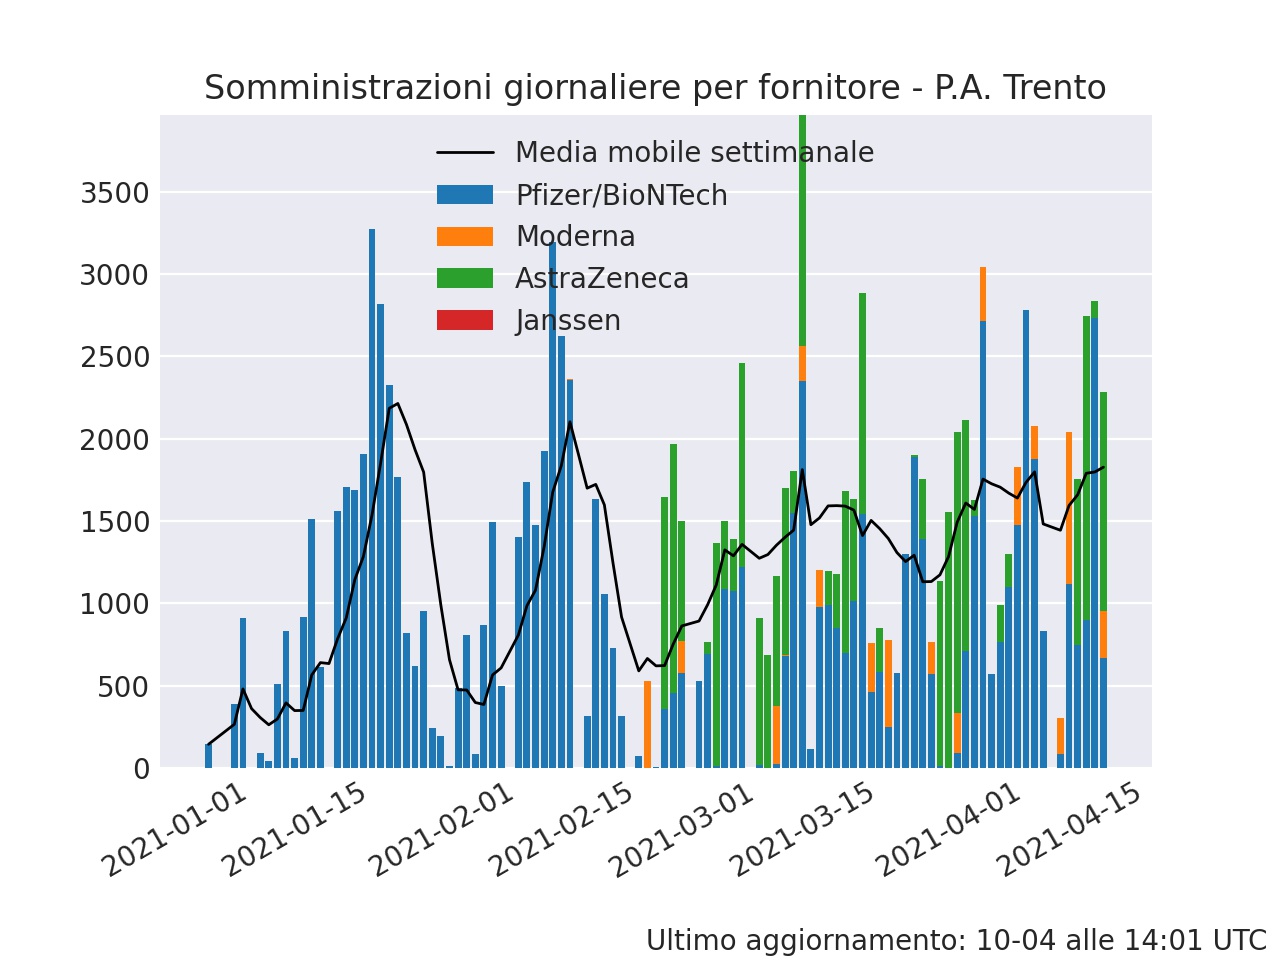 Somministrazioni giornaliere per fornitore - P.A. Trento
Media mobile settimanale
Pfizer/BioNTech
Moderna
AstraZeneca
Janssen
3500
3000
2500
2000
1500
1000
500
0
2021-01-01
2021-01-15
2021-02-01
2021-02-15
2021-03-01
2021-03-15
2021-04-01
2021-04-15
Ultimo aggiornamento: 10-04 alle 14:01 UTC